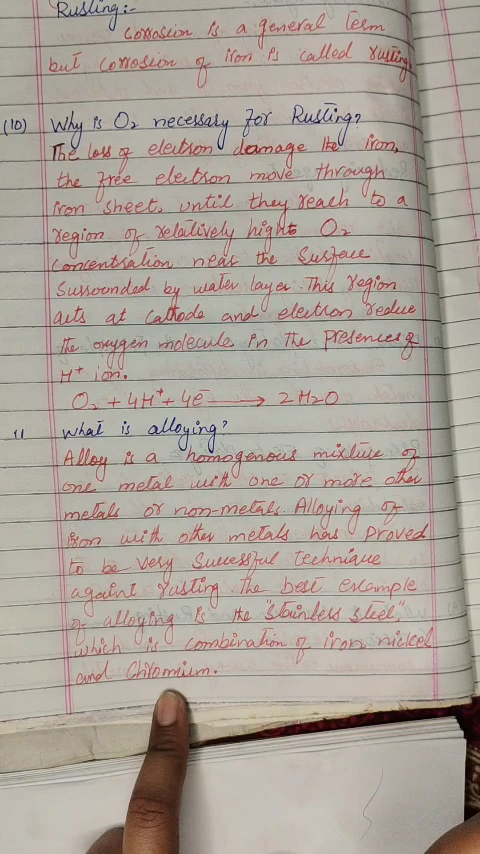 Rusting:-
Corrosion is a general term
but corrosion of iron is called rusting
(10) Why is O₂ necessary for Rusting?
The loss of electron damage the iron,
the free electron move through
iron sheet, until they reach to a
region of relatively hight O₂
concentration near the Surface
Surrounded by water layer. This region
acts at cathode and electron reduce
the oxygen molecule in the presences of
H⁺ ion.
O₂ + 4H⁺ + 4e⁻ ⟶ 2H2O
11 What is alloying?
Alloy is a homogenous mixture of
one metal with one or more other
metals or non-metals. Alloying of
iron with other metals has proved
to be very Successful technique
againt rusting. The best example
of alloying is the "stainless steel",
which is combination of iron, nickel
and Chromium.